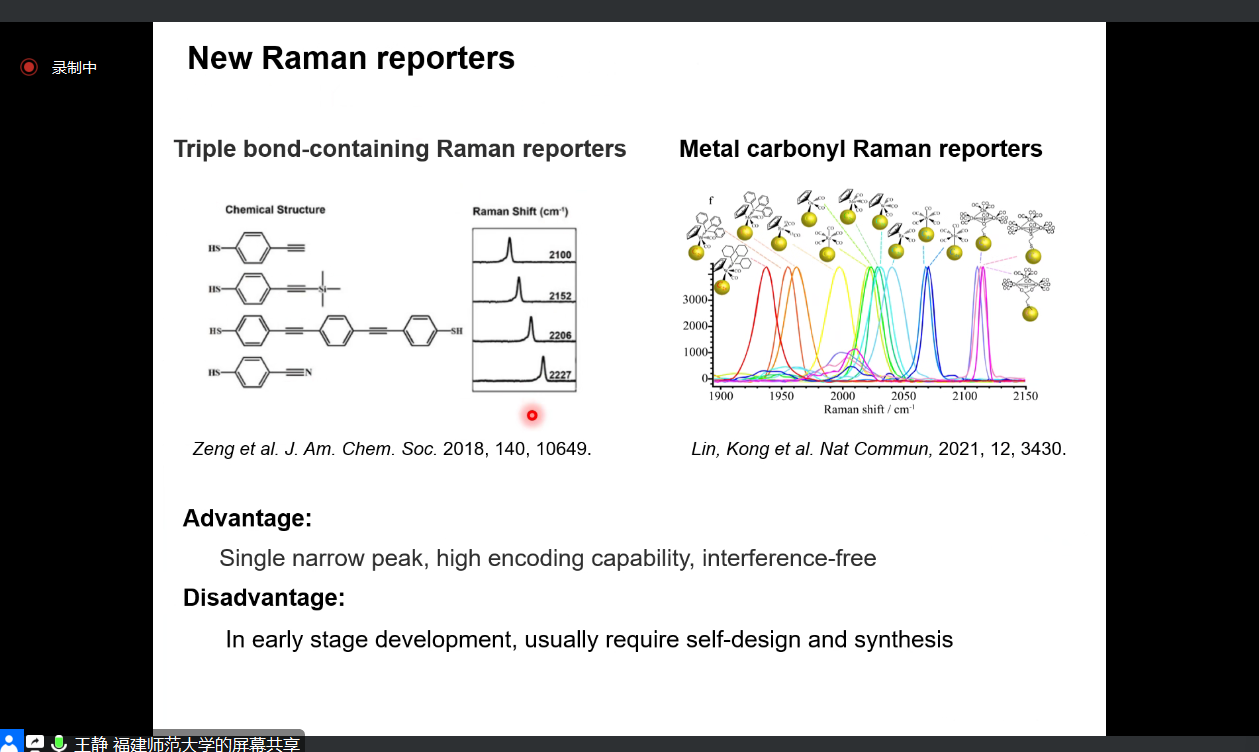 录制中
New Raman reporters
Triple bond-containing Raman reporters
Metal carbonyl Raman reporters
Chemical Structure
Raman Shift (cm⁻¹)
HS
2100
HS Si
2152
HS SH
2206
HS N
2227
f
3000
2000
1000
0
1900 1950 2000 2050 2100 2150
Raman shift / cm⁻¹
Zeng et al. J. Am. Chem. Soc. 2018, 140, 10649.
Lin, Kong et al. Nat Commun, 2021, 12, 3430.
Advantage:
Single narrow peak, high encoding capability, interference-free
Disadvantage:
In early stage development, usually require self-design and synthesis
王静 福建师范大学的屏幕共享